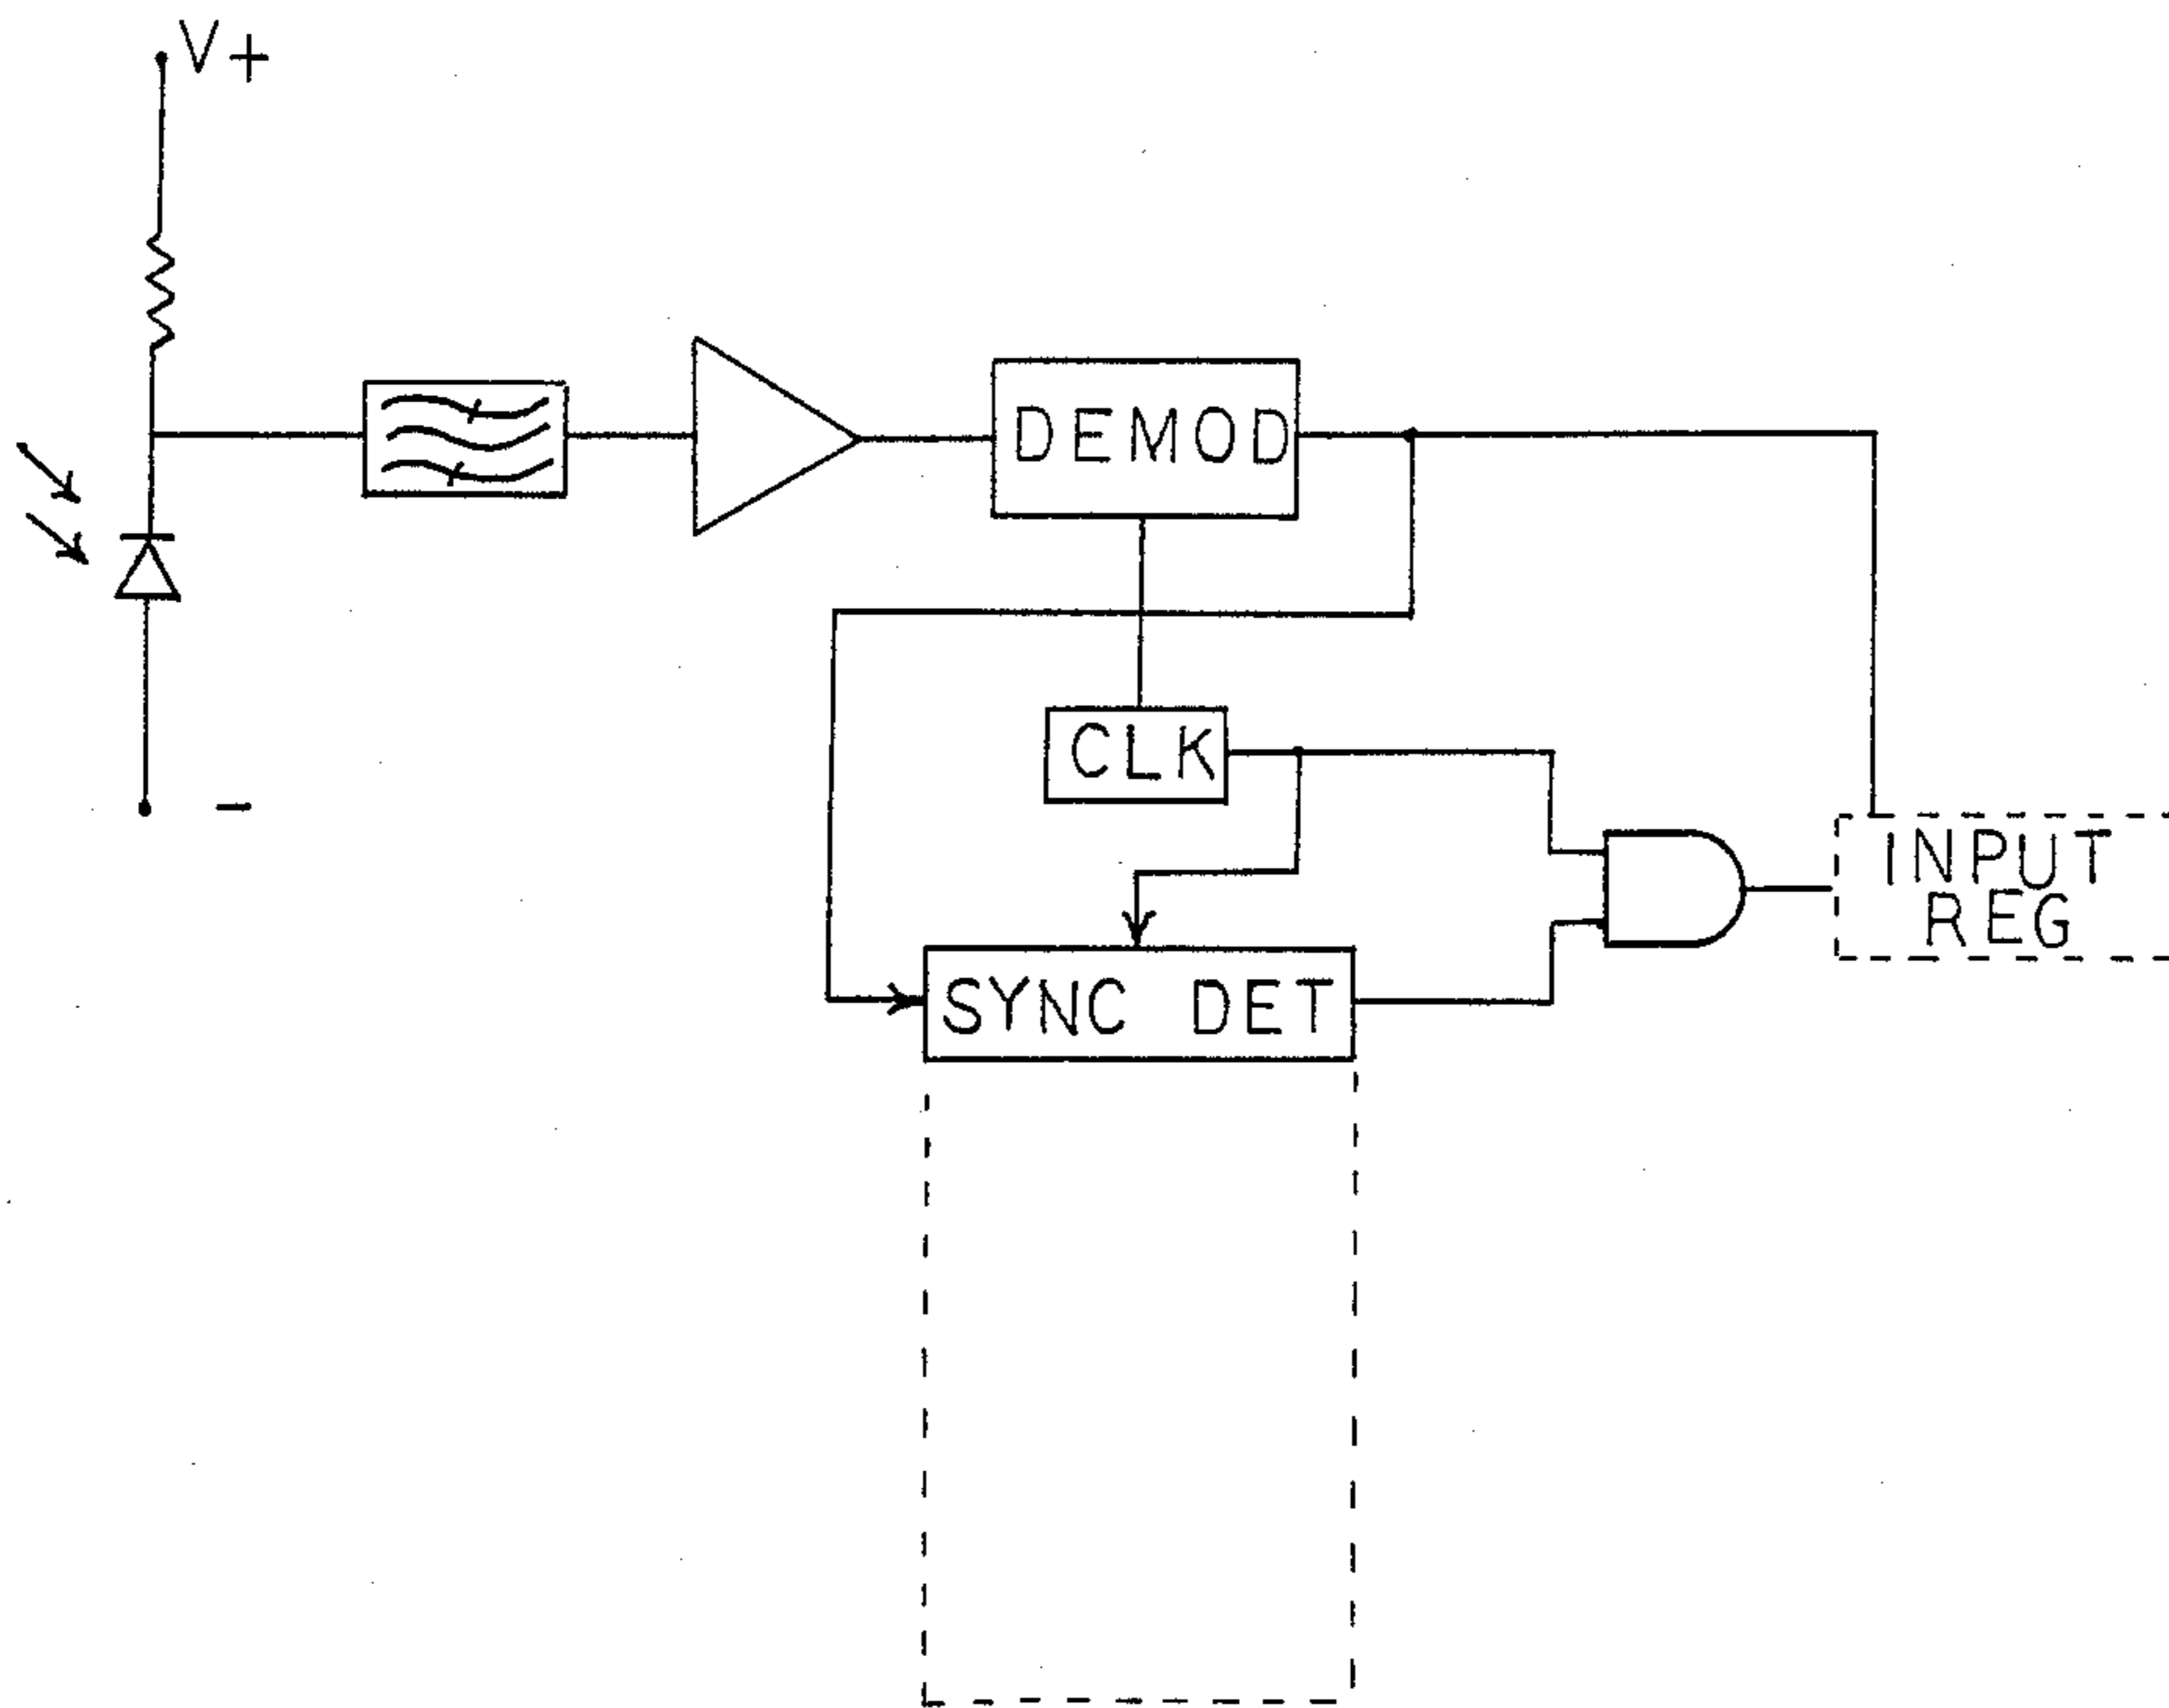 V+
DEMOD
CLK
-
INPUT
REG
SYNC DET